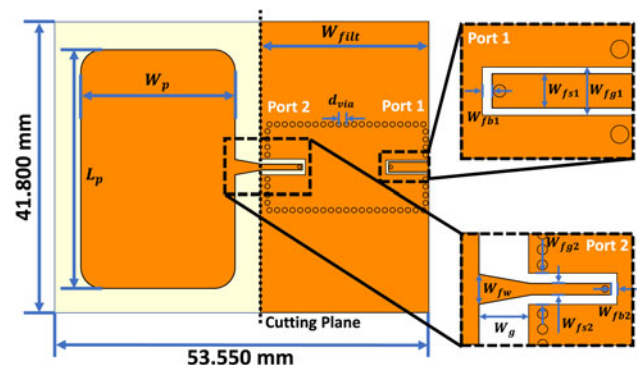 W_filt
Port 1
W_p
d_via
W_fs1
W_fg1
Port 2
Port 1
W_fb1
L_p
41.800 mm
W_fg2
Port 2
W_fw
W_fb2
W_g
W_fs2
Cutting Plane
53.550 mm